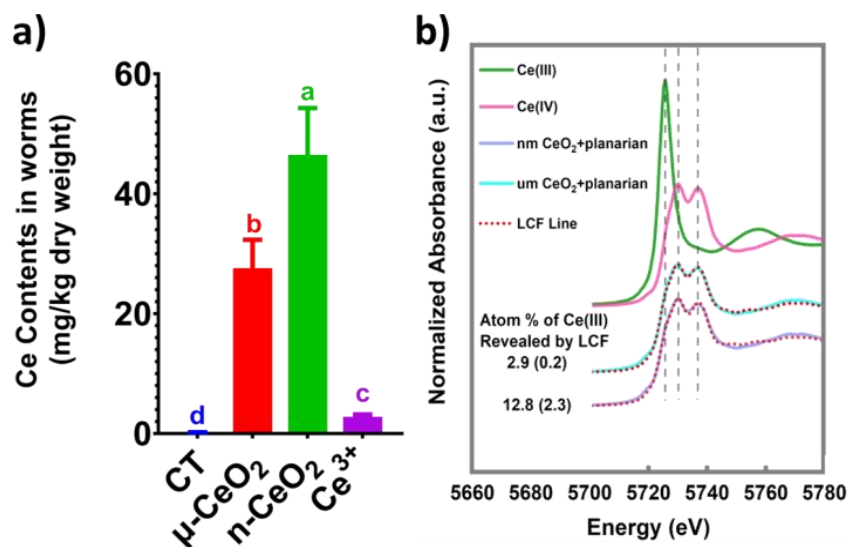 a)
Ce Contents in worms
(mg/kg dry weight)
60
40
20
0
d
b
a
c
CT
μ-CeO₂
n-CeO₂
Ce³⁺
b)
Normalized Absorbance (a.u.)
Ce(III)
Ce(IV)
nm CeO₂+planarian
um CeO₂+planarian
LCF Line
Atom % of Ce(III)
Revealed by LCF
2.9 (0.2)
12.8 (2.3)
5660 5680 5700 5720 5740 5760 5780
Energy (eV)